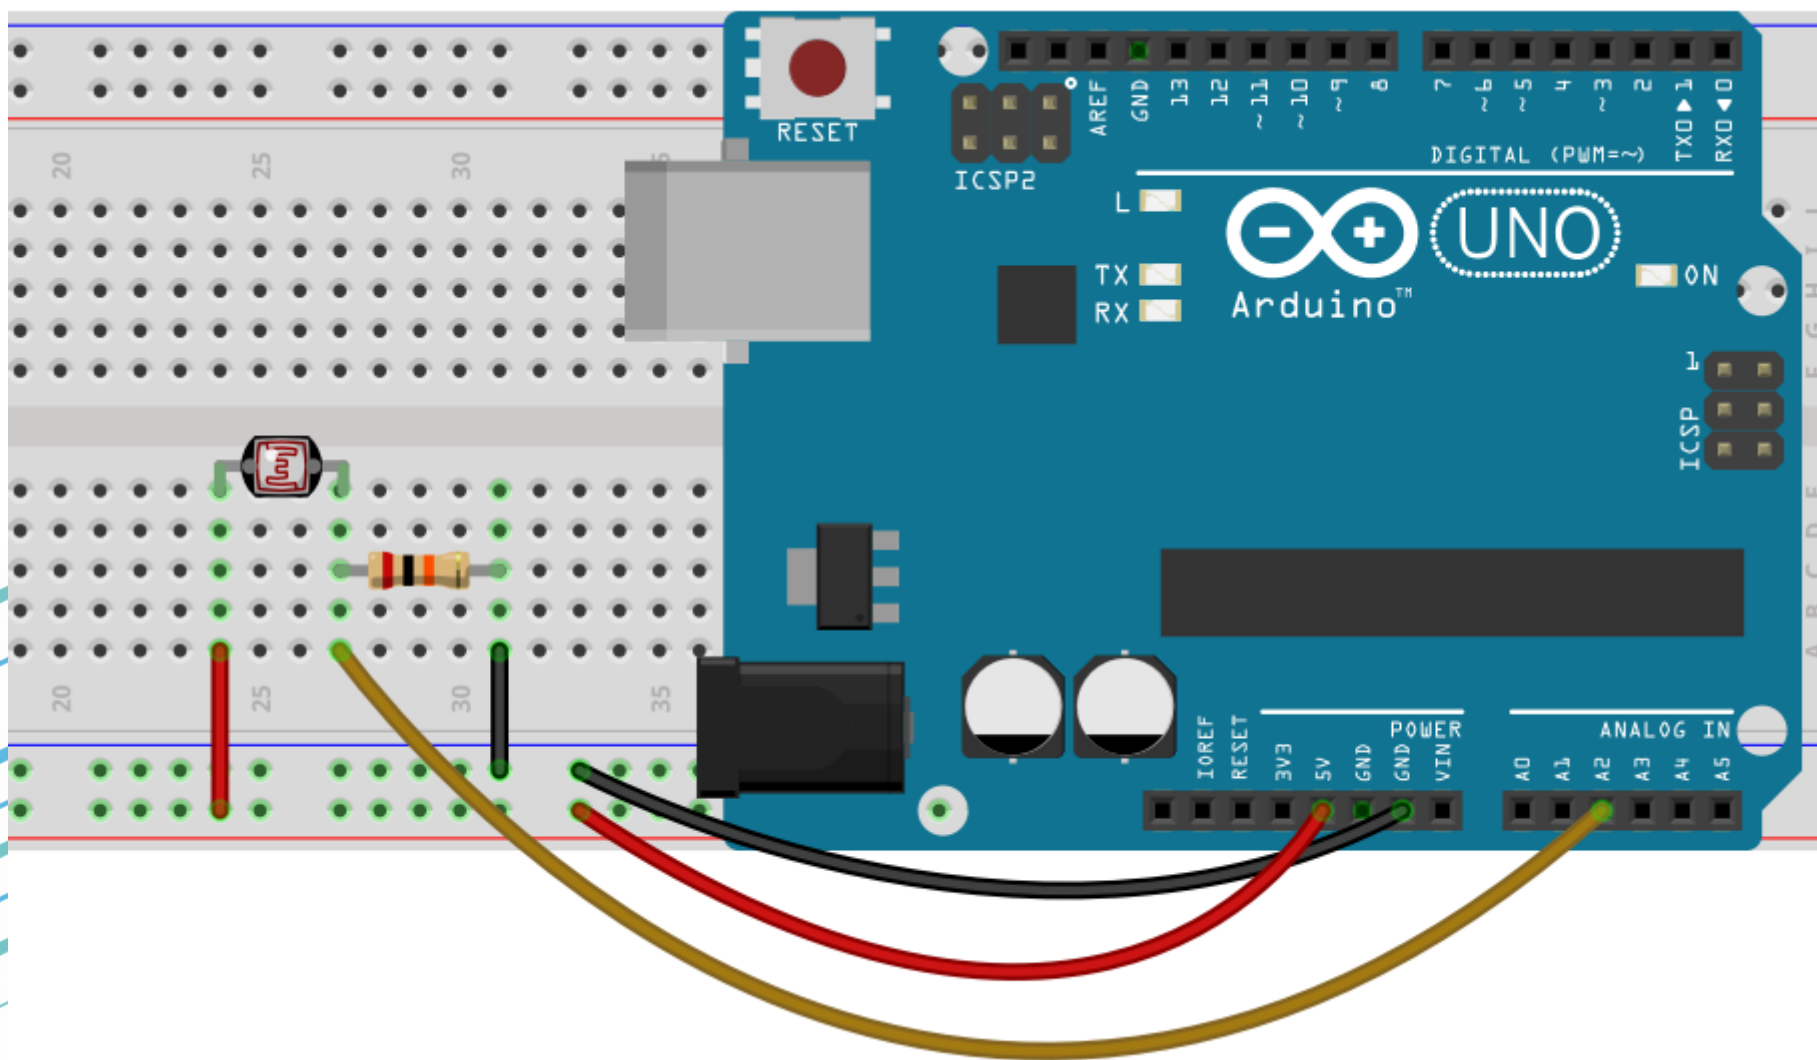 RESET
AREF
GND
13
12
~11
~10
~9
8
7
~6
~5
4
~3
2
TX0▶1
RX0◀0
DIGITAL (PWM=~)
ICSP2
20
25
30
L
TX
RX
UNO
Arduino™
ON
1
ICSP
20
25
30
35
IOREF
RESET
3V3
5V
GND
GND
VIN
POWER
ANALOG IN
A0
A1
A2
A3
A4
A5